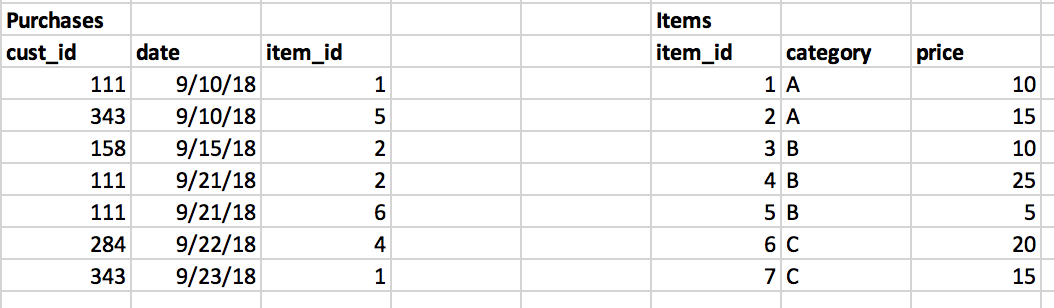 Purchases Items
cust_id date item_id item_id category price
111 9/10/18 1 1 A 10
343 9/10/18 5 2 A 15
158 9/15/18 2 3 B 10
111 9/21/18 2 4 B 25
111 9/21/18 6 5 B 5
284 9/22/18 4 6 C 20
343 9/23/18 1 7 C 15